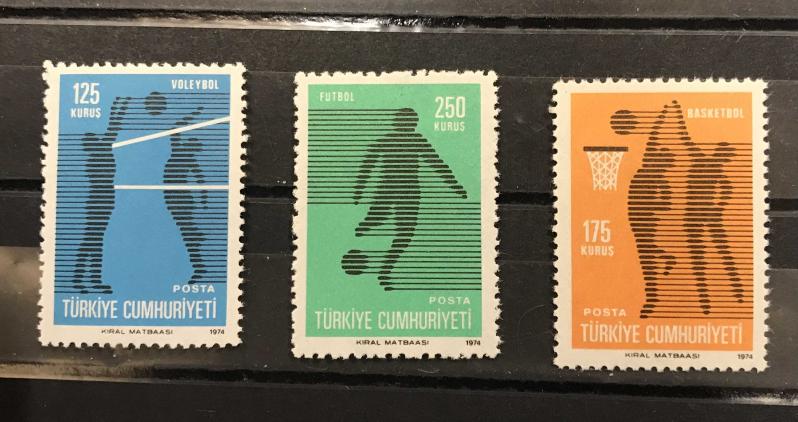 125
KURUŞ
VOLEYBOL
POSTA
TÜRKİYE CUMHURİYETİ
KIRAL MATBAASI 1974
FUTBOL
250
KURUŞ
POSTA
TÜRKİYE CUMHURİYETİ
KIRAL MATBAASI 1974
BASKETBOL
175
KURUŞ
POSTA
TÜRKİYE CUMHURİYETİ
KIRAL MATBAASI 1974